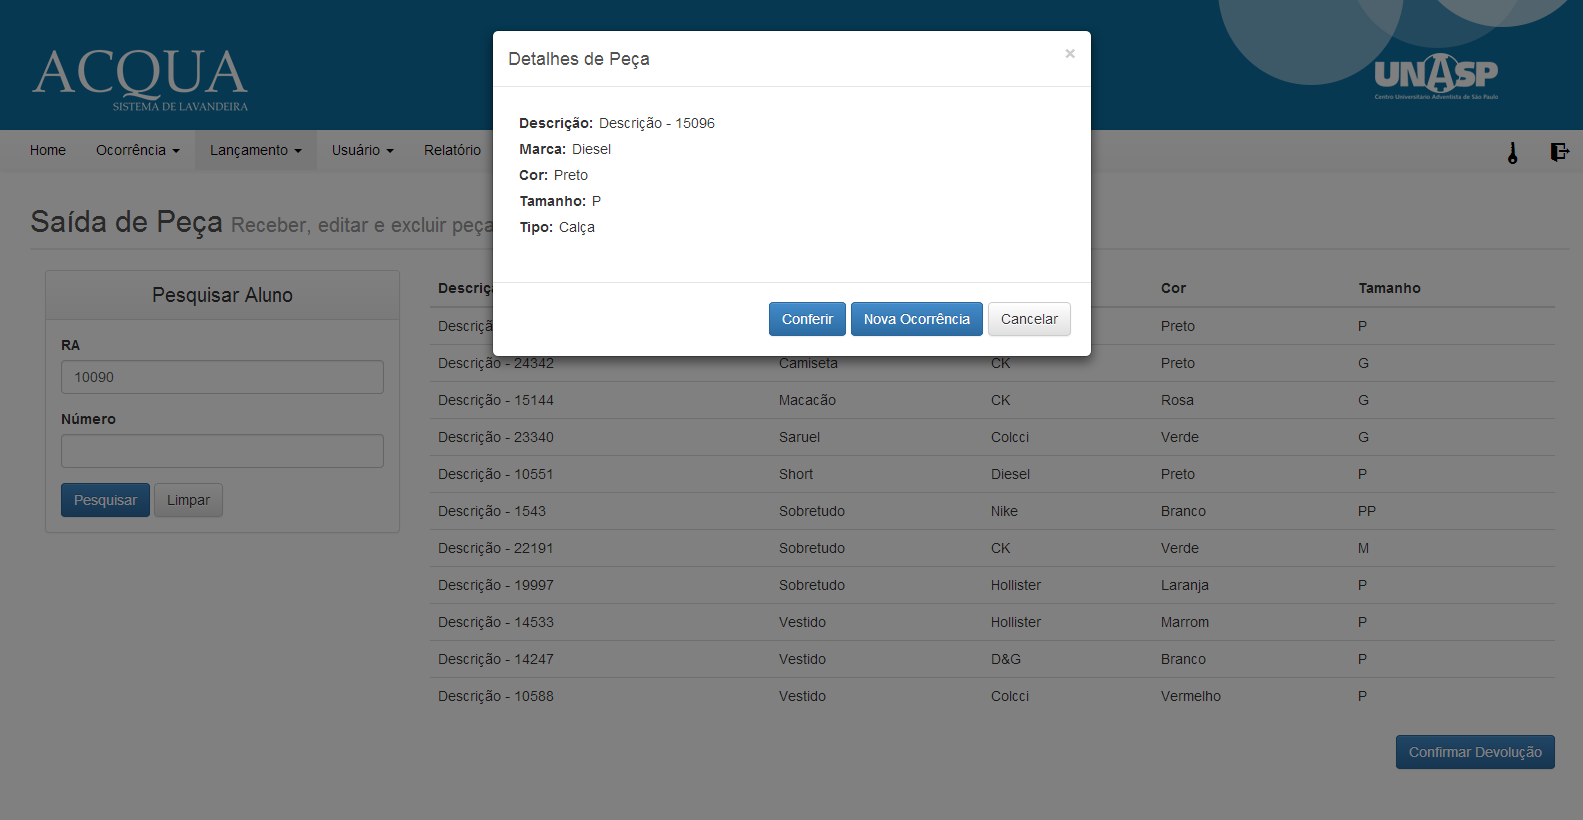 ACQUA
SISTEMA DE LAVANDEIRA
UNASP
Centro Universitário Adventista de São Paulo
Home Ocorrência Lançamento Usuário Relatório
Detalhes de Peça ×
Descrição: Descrição - 15096
Marca: Diesel
Cor: Preto
Tamanho: P
Tipo: Calça
Conferir Nova Ocorrência Cancelar
Saída de Peça Receber, editar e excluir peça
Pesquisar Aluno
RA
10090
Número
Pesquisar Limpar
Cor Tamanho
Preto P
Descrição - 24342 Camiseta CK Preto G
Descrição - 15144 Macacão CK Rosa G
Descrição - 23340 Saruel Colcci Verde G
Descrição - 10551 Short Diesel Preto P
Descrição - 1543 Sobretudo Nike Branco PP
Descrição - 22191 Sobretudo CK Verde M
Descrição - 19997 Sobretudo Hollister Laranja P
Descrição - 14533 Vestido Hollister Marrom P
Descrição - 14247 Vestido D&G Branco P
Descrição - 10588 Vestido Colcci Vermelho P
Confirmar Devolução